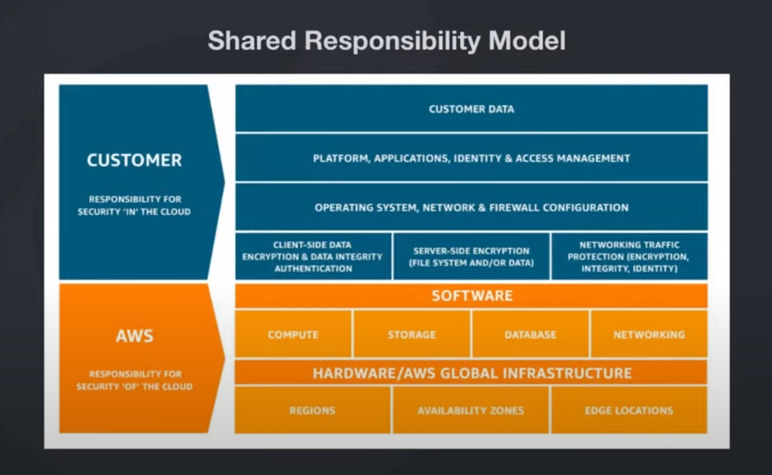 Shared Responsibility Model
CUSTOMER
RESPONSIBILITY FOR
SECURITY 'IN' THE CLOUD
CUSTOMER DATA
PLATFORM, APPLICATIONS, IDENTITY & ACCESS MANAGEMENT
OPERATING SYSTEM, NETWORK & FIREWALL CONFIGURATION
CLIENT-SIDE DATA
ENCRYPTION & DATA INTEGRITY
AUTHENTICATION
SERVER-SIDE ENCRYPTION
(FILE SYSTEM AND/OR DATA)
NETWORKING TRAFFIC
PROTECTION (ENCRYPTION,
INTEGRITY, IDENTITY)
AWS
RESPONSIBILITY FOR
SECURITY 'OF' THE CLOUD
SOFTWARE
COMPUTE
STORAGE
DATABASE
NETWORKING
HARDWARE/AWS GLOBAL INFRASTRUCTURE
REGIONS
AVAILABILITY ZONES
EDGE LOCATIONS